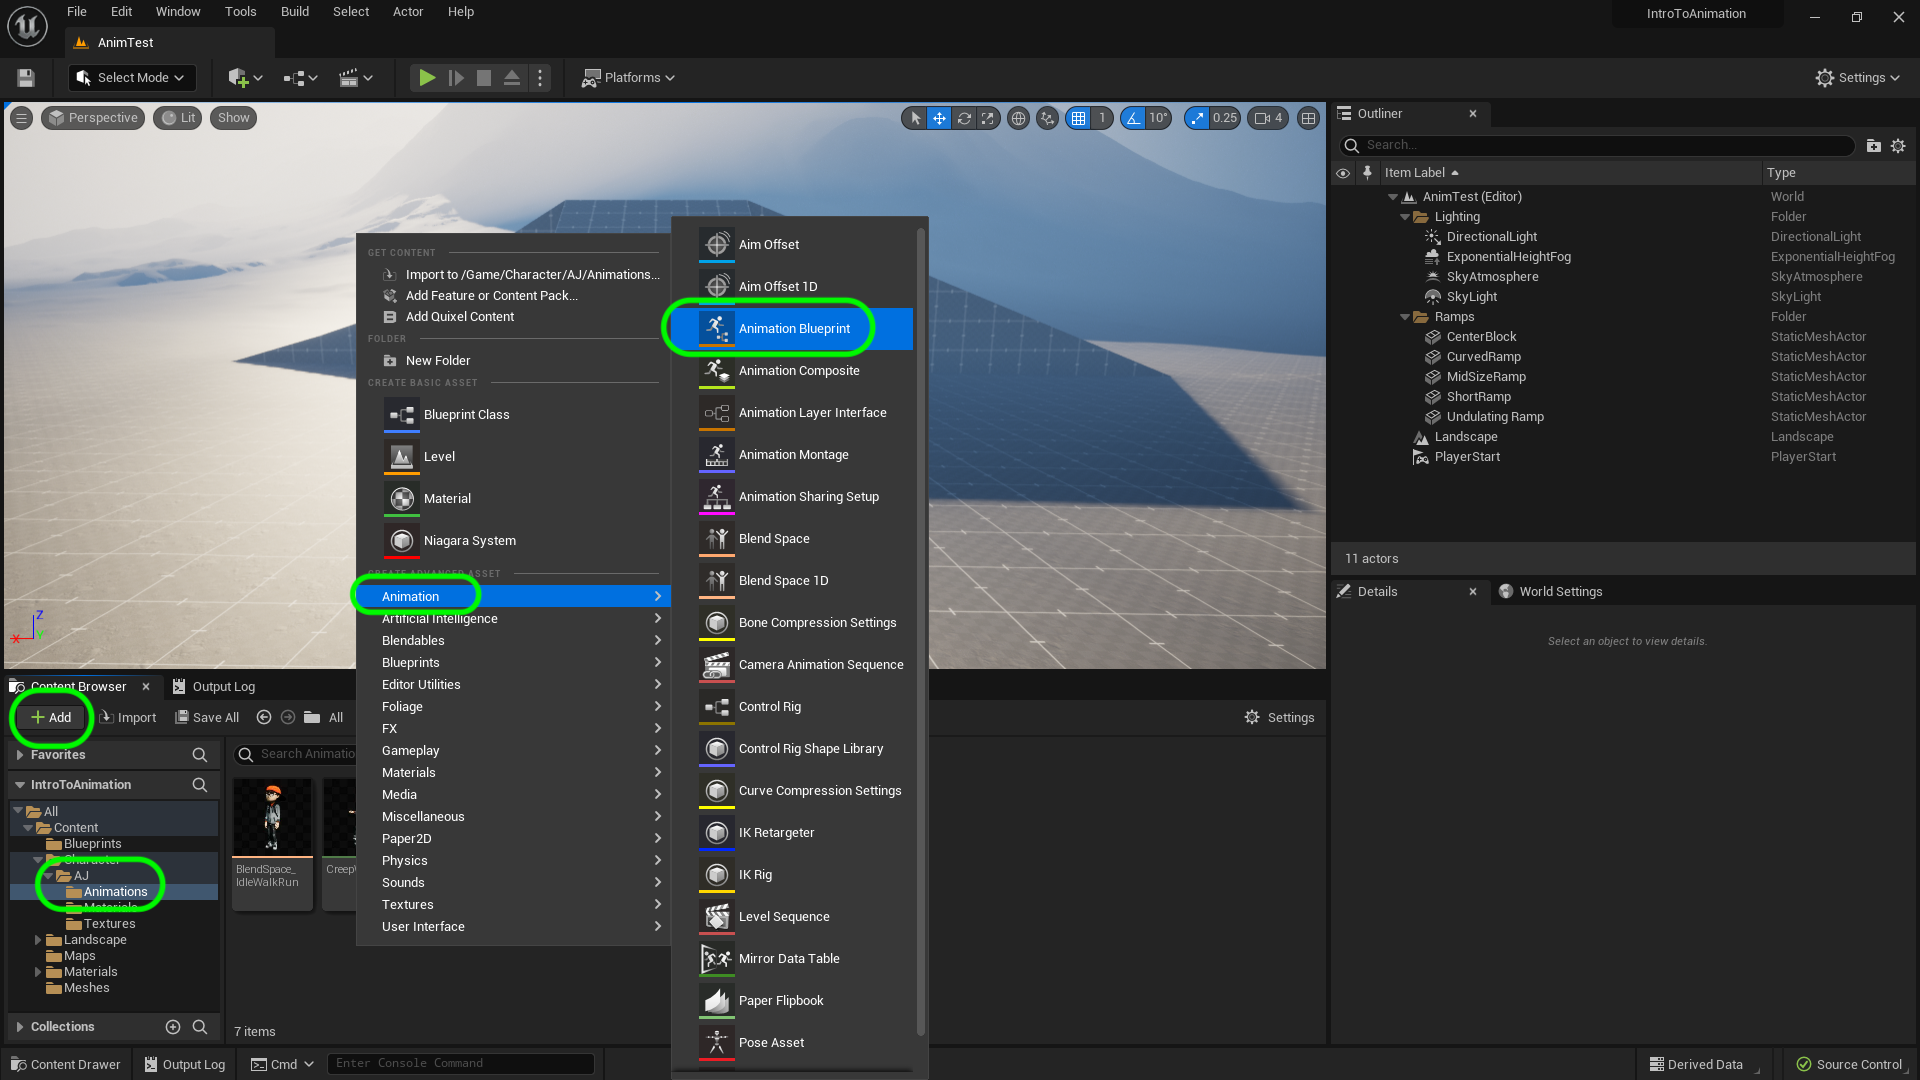 File Edit Window Tools Build Select Actor Help
IntroToAnimation
AnimTest
Select Mode
Platforms
Settings
Perspective
Lit
Show
1
10°
0.25
4
Outliner
Search...
Item Label
Type
AnimTest (Editor) World
Lighting Folder
DirectionalLight DirectionalLight
ExponentialHeightFog ExponentialHeightFog
SkyAtmosphere SkyAtmosphere
SkyLight SkyLight
Ramps Folder
CenterBlock StaticMeshActor
CurvedRamp StaticMeshActor
MidSizeRamp StaticMeshActor
ShortRamp StaticMeshActor
Undulating Ramp StaticMeshActor
Landscape Landscape
PlayerStart PlayerStart
11 actors
Details
World Settings
Select an object to view details.
GET CONTENT
Import to /Game/Character/AJ/Animations...
Add Feature or Content Pack...
Add Quixel Content
FOLDER
New Folder
CREATE BASIC ASSET
Blueprint Class
Level
Material
Niagara System
CREATE ADVANCED ASSET
Animation
Artificial Intelligence
Blendables
Blueprints
Editor Utilities
Foliage
FX
Gameplay
Materials
Media
Miscellaneous
Paper2D
Physics
Sounds
Textures
User Interface
Aim Offset
Aim Offset 1D
Animation Blueprint
Animation Composite
Animation Layer Interface
Animation Montage
Animation Sharing Setup
Blend Space
Blend Space 1D
Bone Compression Settings
Camera Animation Sequence
Control Rig
Control Rig Shape Library
Curve Compression Settings
IK Retargeter
IK Rig
Level Sequence
Mirror Data Table
Paper Flipbook
Pose Asset
Z
X
Y
Content Browser
Output Log
Add
Import
Save All
All
Settings
Favorites
Search Animatio
IntroToAnimation
All
Content
Blueprints
Character
AJ
Animations
Materials
Textures
Landscape
Maps
Materials
Meshes
Collections
BlendSpace_
IdleWalkRun
Creep
7 items
Content Drawer
Output Log
Cmd
Enter Console Command
Derived Data
Source Control